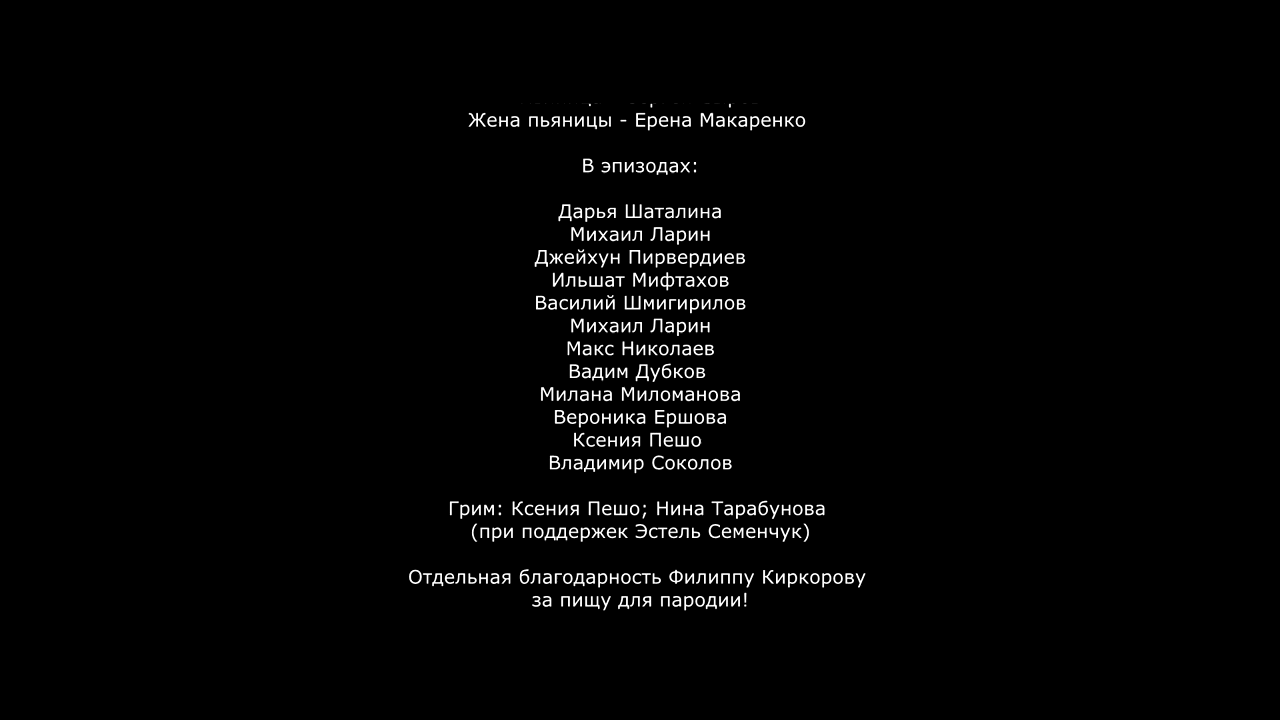 Жена пьяницы - Ерена Макаренко
В эпизодах:
Дарья Шаталина
Михаил Ларин
Джейхун Пирвердиев
Ильшат Мифтахов
Василий Шмигирилов
Михаил Ларин
Макс Николаев
Вадим Дубков
Милана Миломанова
Вероника Ершова
Ксения Пешо
Владимир Соколов
Грим: Ксения Пешо; Нина Тарабунова
(при поддержек Эстель Семенчук)
Отдельная благодарность Филиппу Киркорову
за пищу для пародии!